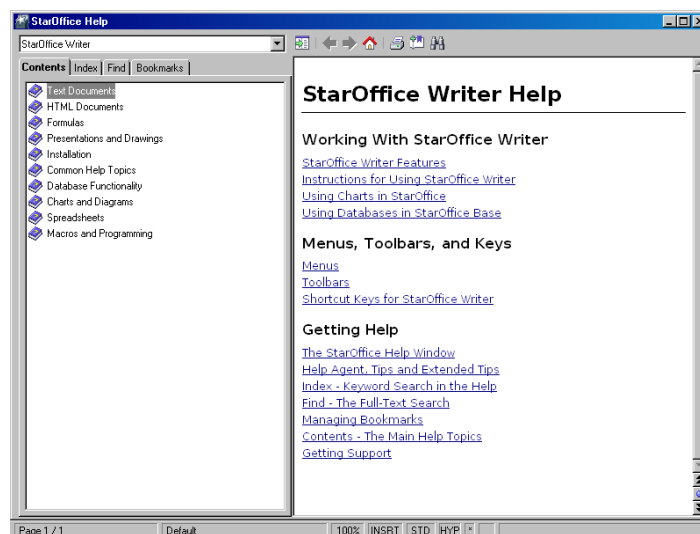 StarOffice Help
StarOffice Writer
Contents Index Find Bookmarks
Text Documents
HTML Documents
Formulas
Presentations and Drawings
Installation
Common Help Topics
Database Functionality
Charts and Diagrams
Spreadsheets
Macros and Programming
StarOffice Writer Help
Working With StarOffice Writer
StarOffice Writer Features
Instructions for Using StarOffice Writer
Using Charts in StarOffice
Using Databases in StarOffice Base
Menus, Toolbars, and Keys
Menus
Toolbars
Shortcut Keys for StarOffice Writer
Getting Help
The StarOffice Help Window
Help Agent, Tips and Extended Tips
Index - Keyword Search in the Help
Find - The Full-Text Search
Managing Bookmarks
Contents - The Main Help Topics
Getting Support
Page 1 / 1 Default 100% INSRT STD HYP *